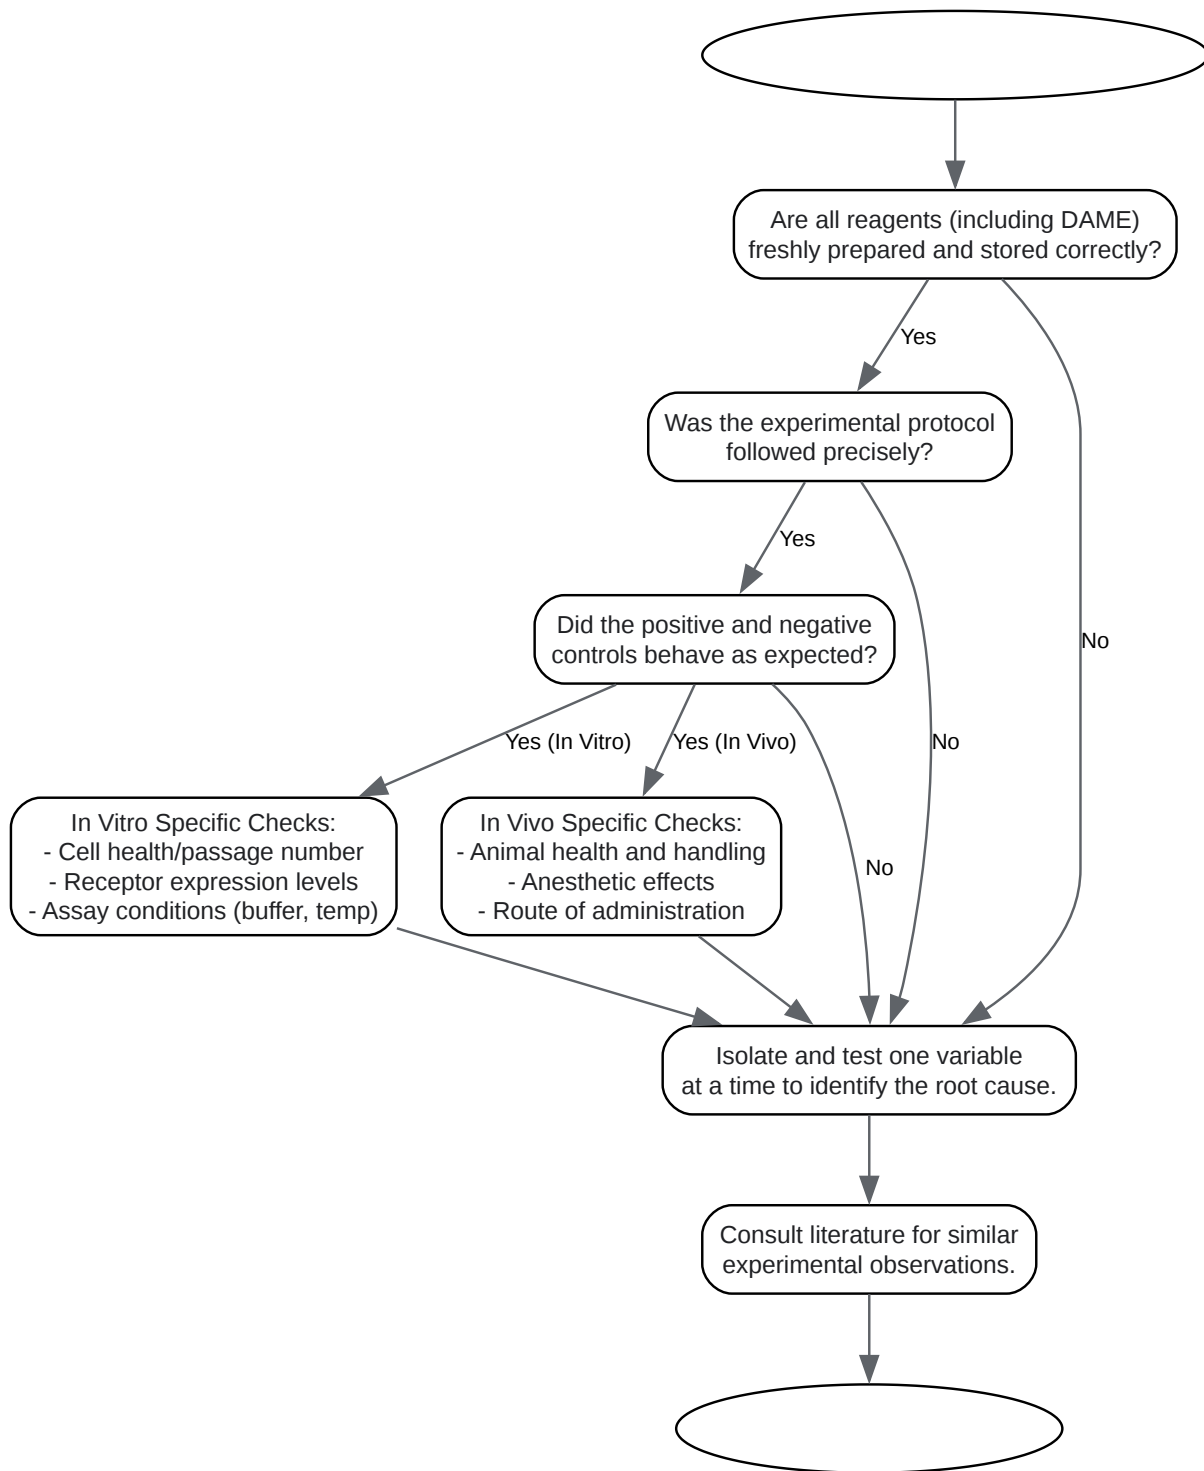 Are all reagents (including DAME)
freshly prepared and stored correctly?
Yes
Was the experimental protocol
followed precisely?
Yes
Did the positive and negative
controls behave as expected?
No
Yes (In Vitro)
Yes (In Vivo)
No
In Vitro Specific Checks:
- Cell health/passage number
- Receptor expression levels
- Assay conditions (buffer, temp)
In Vivo Specific Checks:
- Animal health and handling
- Anesthetic effects
- Route of administration
No
Isolate and test one variable
at a time to identify the root cause.
Consult literature for similar
experimental observations.